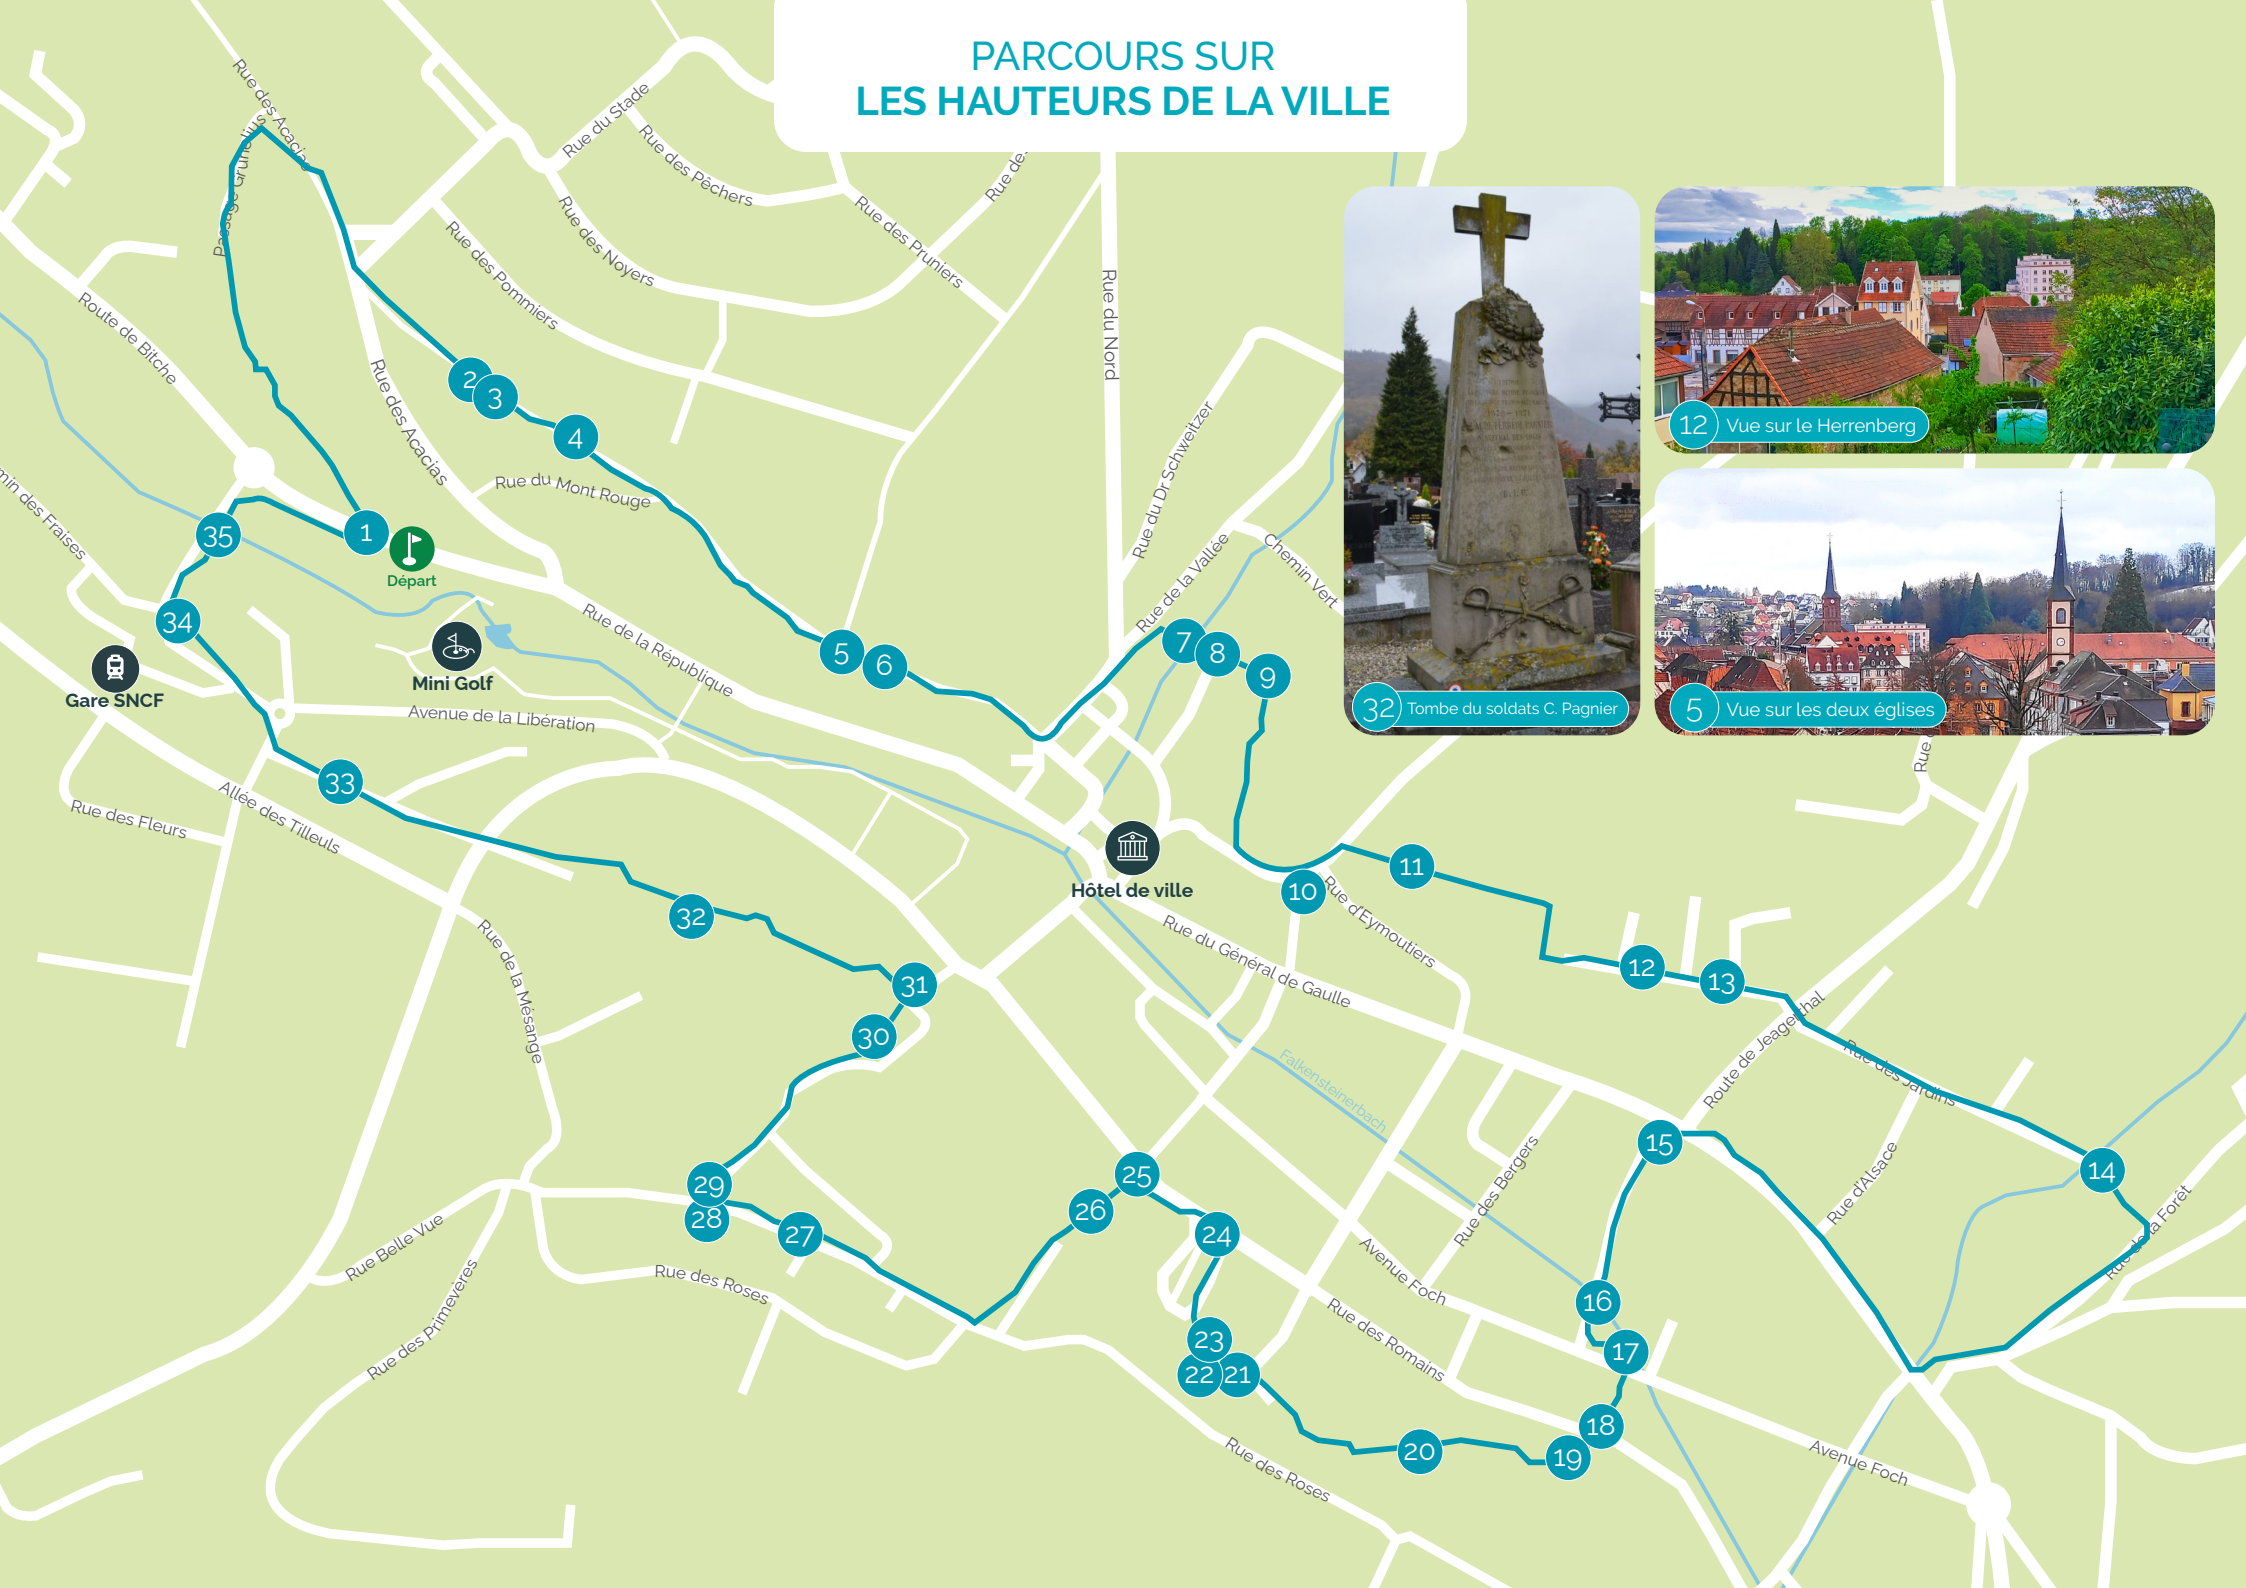 PARCOURS SUR
LES HAUTEURS DE LA VILLE
Rue des Acacias
Passage Grunelius
Rue du Stade
Rue des Pêchers
Rue des Noyers
Rue des Pruniers
Rue des
Rue des Pommiers
Rue du Nord
Route de Bitche
Rue des Acacias
Rue du Mont Rouge
Rue du Dr Schweitzer
Rue de la Vallée
Chemin Vert
min des Fraises
12 Vue sur le Herrenberg
32 Tombe du soldats C. Pagnier
5 Vue sur les deux églises
1
Départ
2
3
4
5
6
7
8
9
35
34
Gare SNCF
Mini Golf
Rue de la République
Avenue de la Libération
33
Rue des Fleurs
Allée des Tilleuls
Hôtel de ville
10
11
Rue d'Eymoutiers
Rue du Général de Gaulle
12
13
Route de Jeagerthal
Rue des Jardins
14
Rue de la Forêt
Rue d'Alsace
Rue
32
31
30
Rue de la Mésange
Falkensteinerbach
15
Rue des Bergers
16
17
Avenue Foch
Rue des Romains
18
19
20
21
22
23
24
25
26
27
28
29
Rue Belle Vue
Rue des Primevères
Rue des Roses
Rue des Roses
Avenue Foch